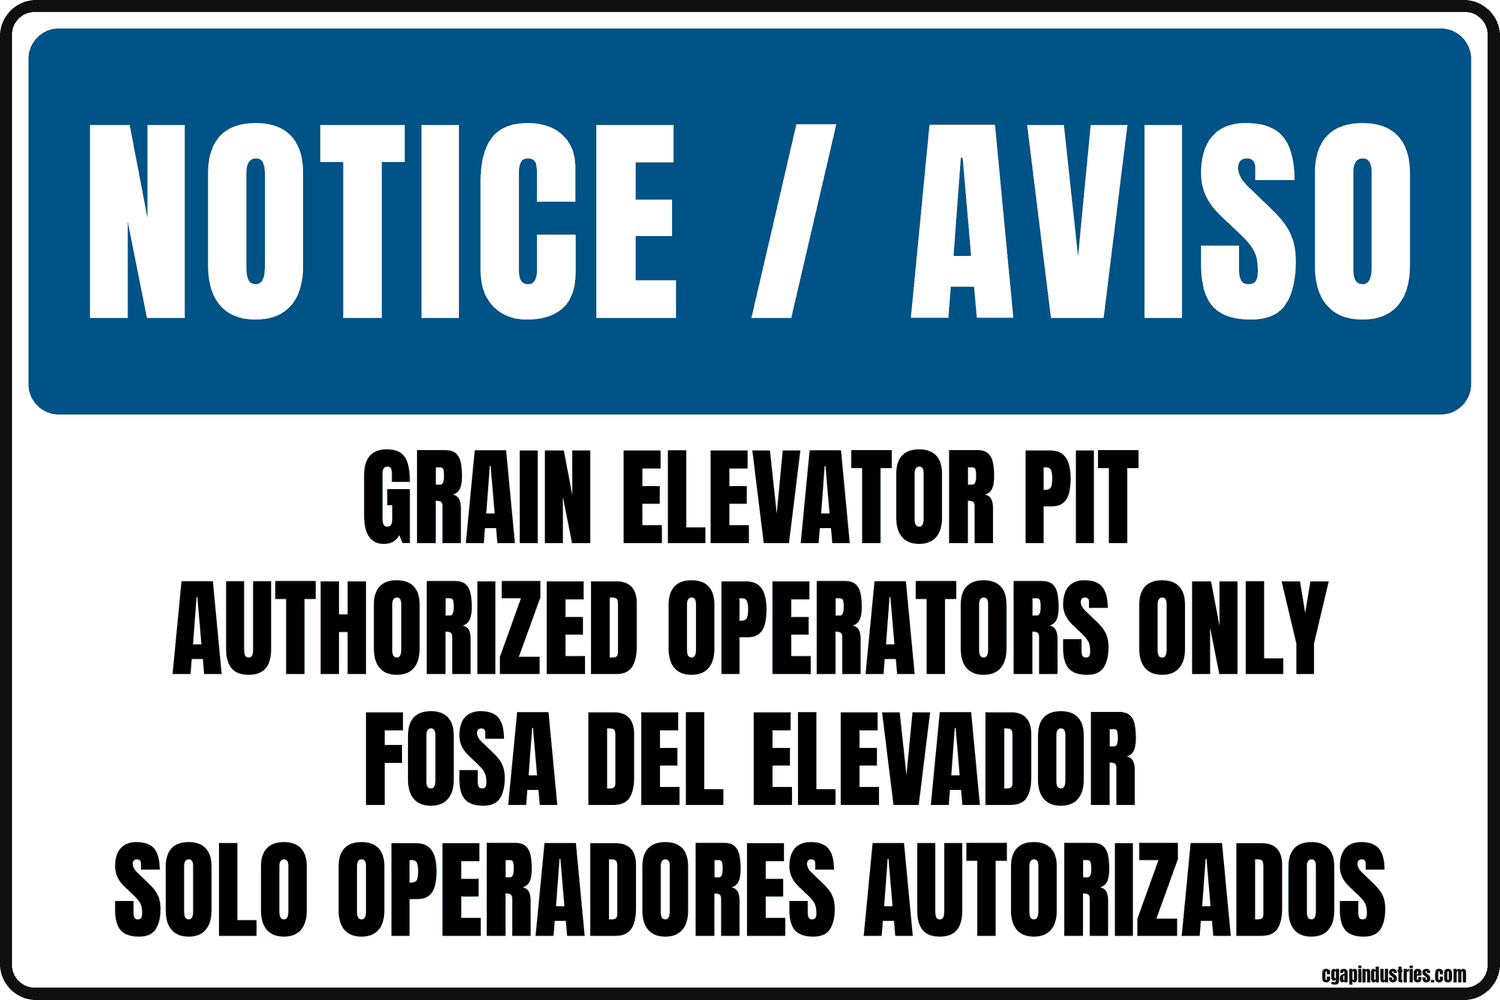 NOTICE / AVISO
GRAIN ELEVATOR PIT
AUTHORIZED OPERATORS ONLY
FOSA DEL ELEVADOR
SOLO OPERADORES AUTORIZADOS
cgapindustries.com